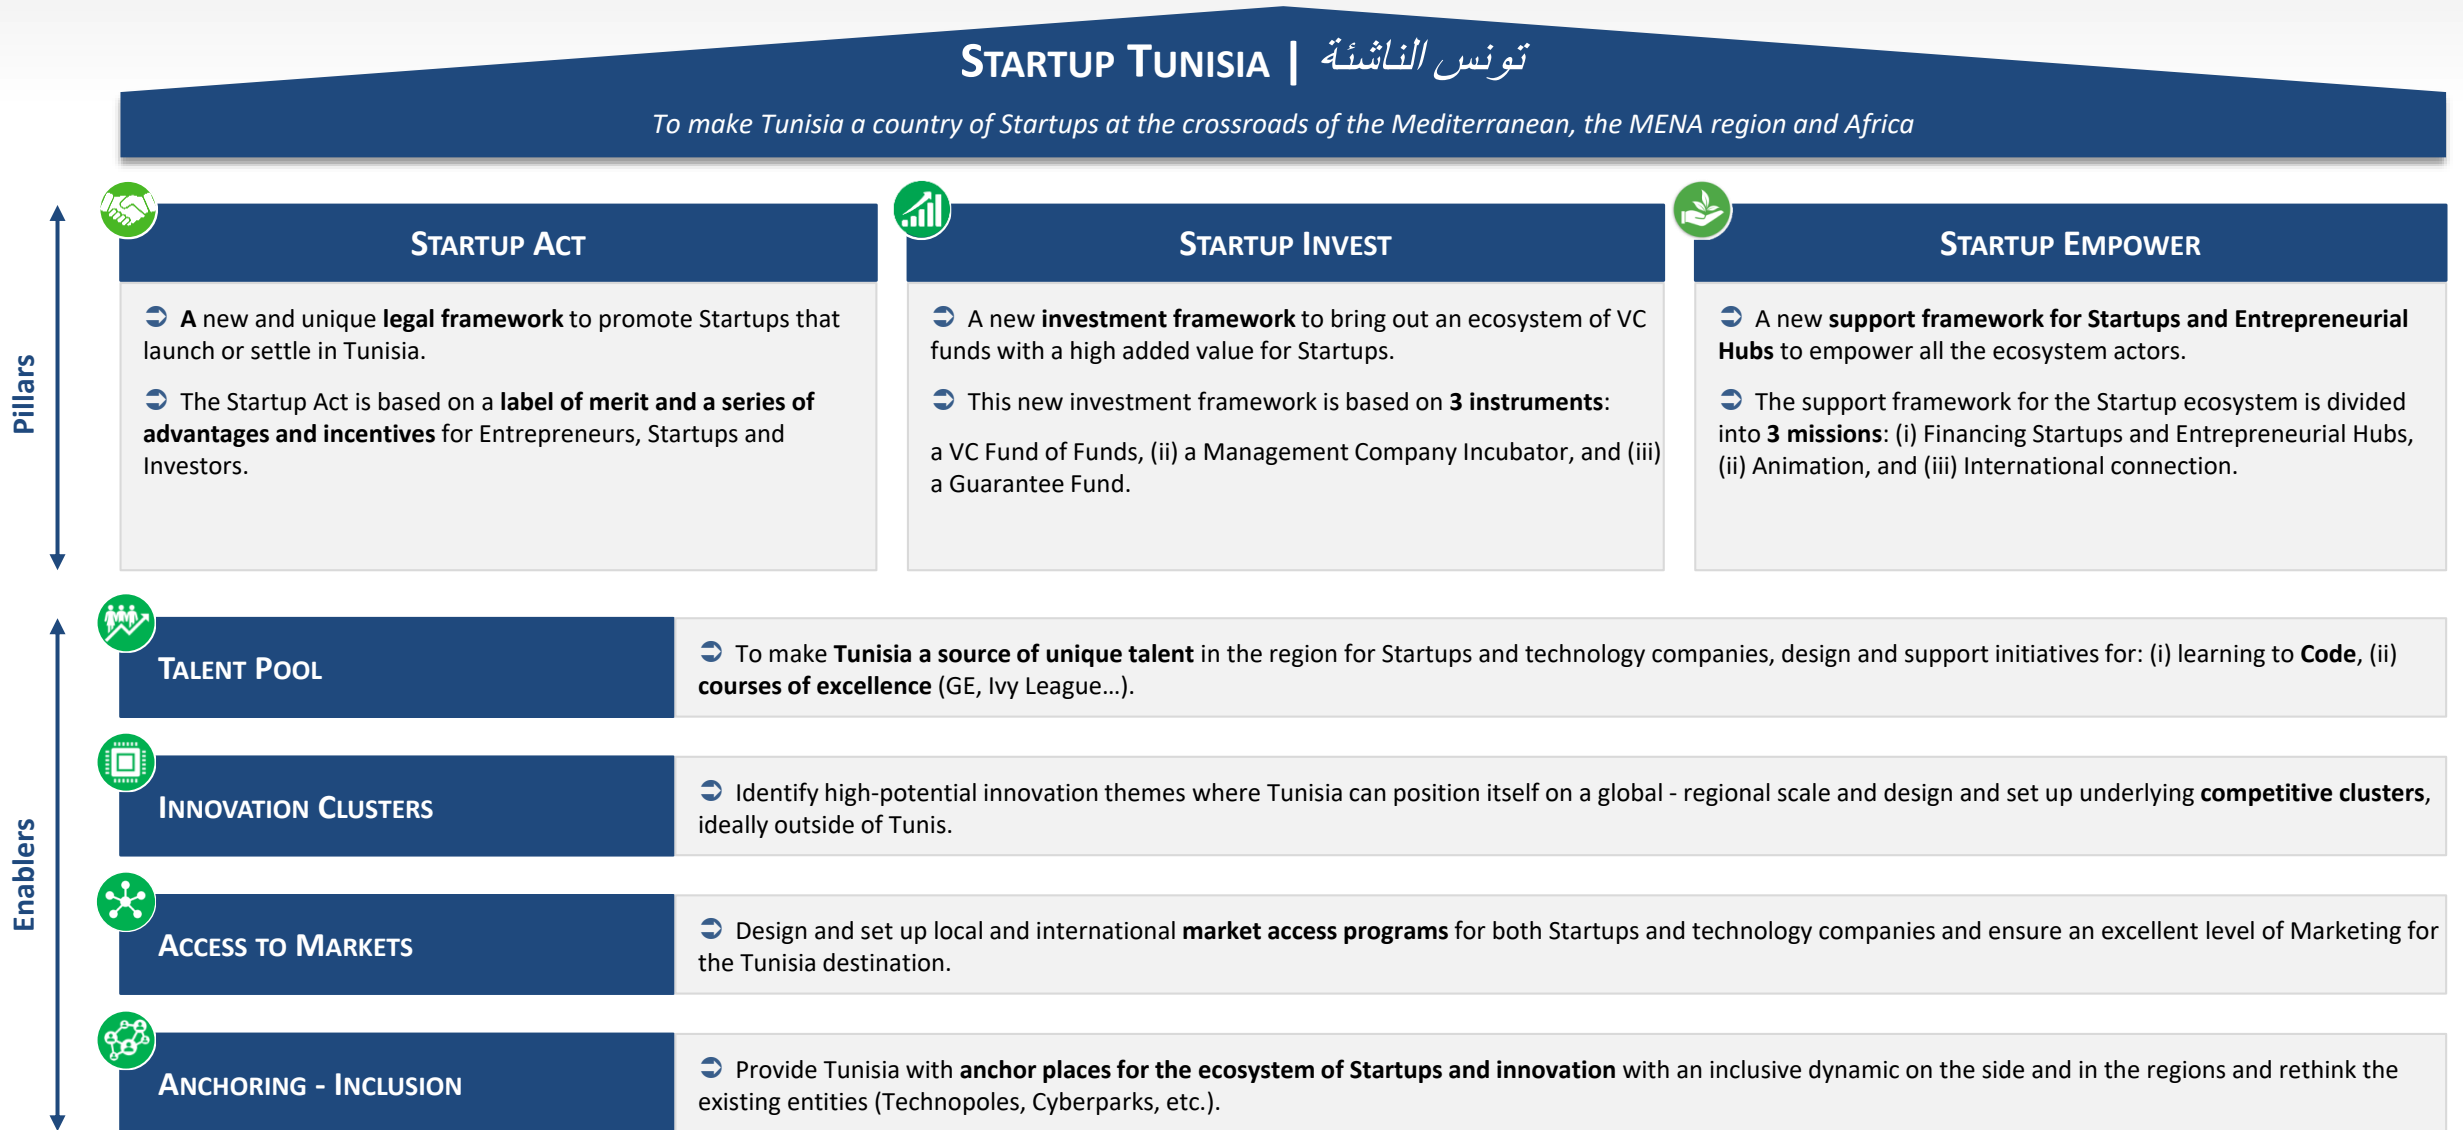 STARTUP TUNISIA | تونس الناشئة
To make Tunisia a country of Startups at the crossroads of the Mediterranean, the MENA region and Africa
Pillars
STARTUP ACT
➲ A new and unique legal framework to promote Startups that
launch or settle in Tunisia.
➲ The Startup Act is based on a label of merit and a series of
advantages and incentives for Entrepreneurs, Startups and
Investors.
STARTUP INVEST
➲ A new investment framework to bring out an ecosystem of VC
funds with a high added value for Startups.
➲ This new investment framework is based on 3 instruments:
a VC Fund of Funds, (ii) a Management Company Incubator, and (iii)
a Guarantee Fund.
STARTUP EMPOWER
➲ A new support framework for Startups and Entrepreneurial
Hubs to empower all the ecosystem actors.
➲ The support framework for the Startup ecosystem is divided
into 3 missions: (i) Financing Startups and Entrepreneurial Hubs,
(ii) Animation, and (iii) International connection.
Enablers
TALENT POOL
➲ To make Tunisia a source of unique talent in the region for Startups and technology companies, design and support initiatives for: (i) learning to Code, (ii)
courses of excellence (GE, Ivy League…).
INNOVATION CLUSTERS
➲ Identify high-potential innovation themes where Tunisia can position itself on a global - regional scale and design and set up underlying competitive clusters,
ideally outside of Tunis.
ACCESS TO MARKETS
➲ Design and set up local and international market access programs for both Startups and technology companies and ensure an excellent level of Marketing for
the Tunisia destination.
ANCHORING - INCLUSION
➲ Provide Tunisia with anchor places for the ecosystem of Startups and innovation with an inclusive dynamic on the side and in the regions and rethink the
existing entities (Technopoles, Cyberparks, etc.).